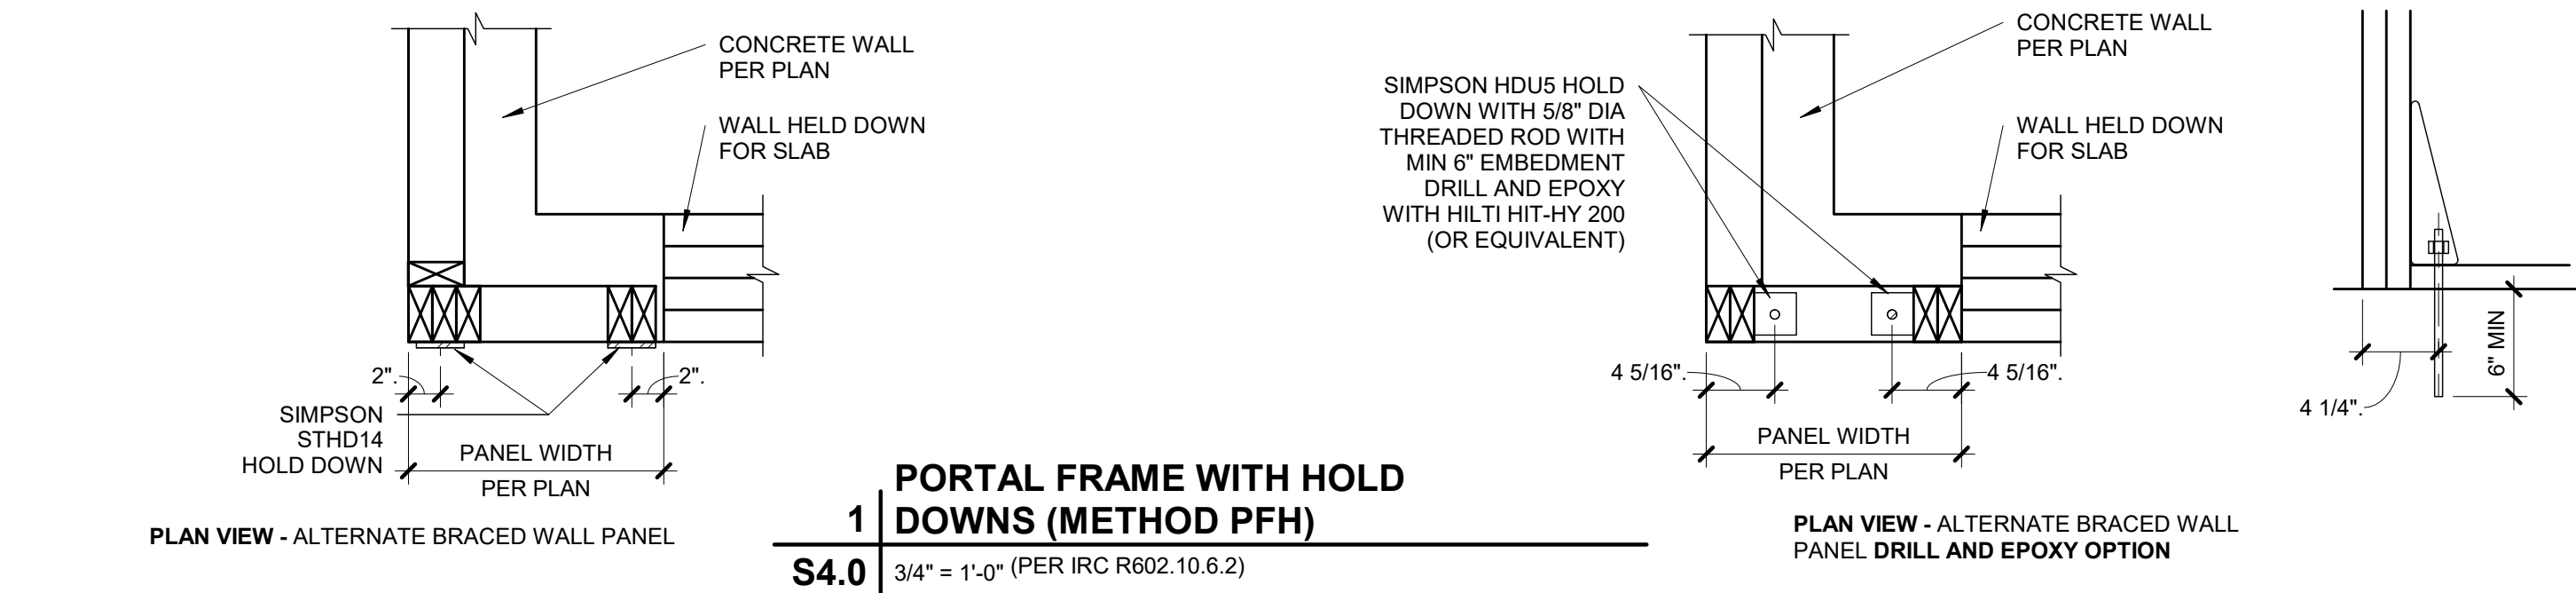 CONCRETE WALL
PER PLAN
WALL HELD DOWN
FOR SLAB
2".
2".
SIMPSON
STHD14
HOLD DOWN
PANEL WIDTH
PER PLAN
PLAN VIEW - ALTERNATE BRACED WALL PANEL
1
PORTAL FRAME WITH HOLD
DOWNS (METHOD PFH)
S4.0
3/4" = 1'-0" (PER IRC R602.10.6.2)
SIMPSON HDU5 HOLD
DOWN WITH 5/8" DIA
THREADED ROD WITH
MIN 6" EMBEDMENT
DRILL AND EPOXY
WITH HILTI HIT-HY 200
(OR EQUIVALENT)
CONCRETE WALL
PER PLAN
WALL HELD DOWN
FOR SLAB
4 5/16".
4 5/16".
PANEL WIDTH
PER PLAN
PLAN VIEW - ALTERNATE BRACED WALL
PANEL DRILL AND EPOXY OPTION
6" MIN
4 1/4".